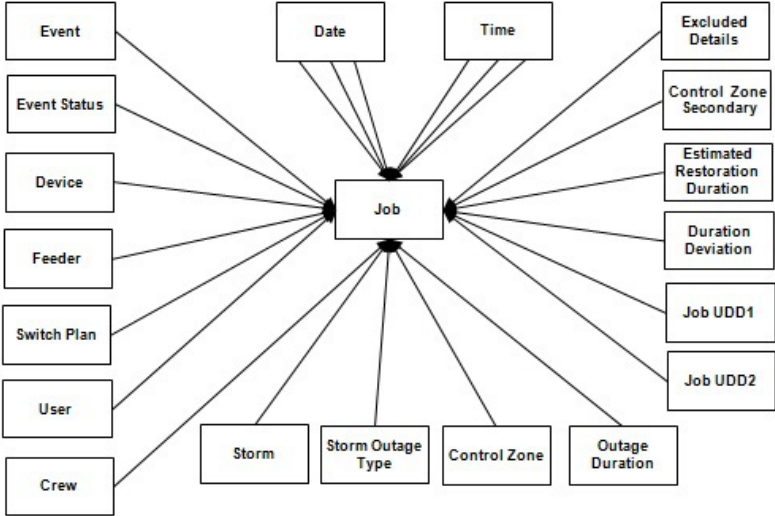 Event
Date
Time
Excluded
Details
Event Status
Control Zone
Secondary
Device
Estimated
Restoration
Duration
Job
Feeder
Duration
Deviation
Switch Plan
Job UDD1
User
Job UDD2
Storm
Storm Outage
Type
Control Zone
Outage
Duration
Crew